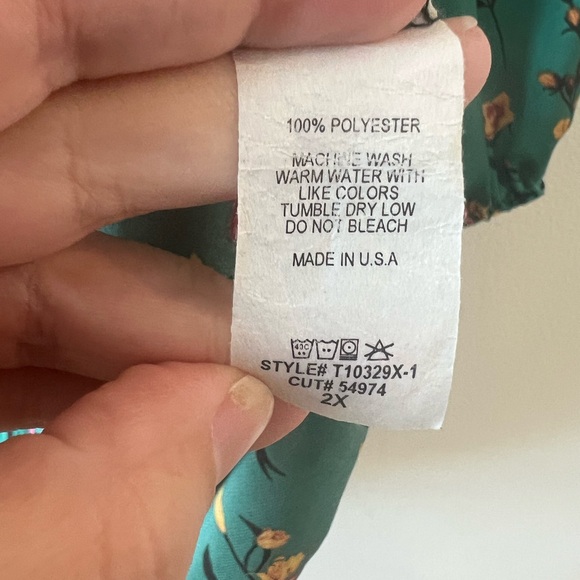 100% POLYESTER
MACHINE WASH
WARM WATER WITH
LIKE COLORS
TUMBLE DRY LOW
DO NOT BLEACH
MADE IN U.S.A
43C
STYLE# T10329X-1
CUT# 54974
2X